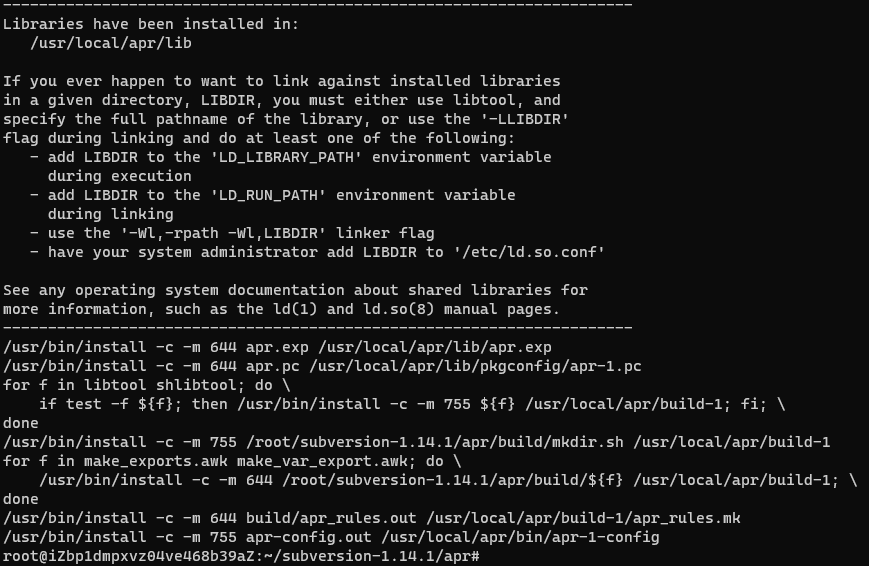 ----------------------------------------------------------------------
Libraries have been installed in:
   /usr/local/apr/lib

If you ever happen to want to link against installed libraries
in a given directory, LIBDIR, you must either use libtool, and
specify the full pathname of the library, or use the '-LLIBDIR'
flag during linking and do at least one of the following:
   - add LIBDIR to the 'LD_LIBRARY_PATH' environment variable
     during execution
   - add LIBDIR to the 'LD_RUN_PATH' environment variable
     during linking
   - use the '-Wl,-rpath -Wl,LIBDIR' linker flag
   - have your system administrator add LIBDIR to '/etc/ld.so.conf'

See any operating system documentation about shared libraries for
more information, such as the ld(1) and ld.so(8) manual pages.
----------------------------------------------------------------------
/usr/bin/install -c -m 644 apr.exp /usr/local/apr/lib/apr.exp
/usr/bin/install -c -m 644 apr.pc /usr/local/apr/lib/pkgconfig/apr-1.pc
for f in libtool shlibtool; do \
    if test -f ${f}; then /usr/bin/install -c -m 755 ${f} /usr/local/apr/build-1; fi; \
done
/usr/bin/install -c -m 755 /root/subversion-1.14.1/apr/build/mkdir.sh /usr/local/apr/build-1
for f in make_exports.awk make_var_export.awk; do \
    /usr/bin/install -c -m 644 /root/subversion-1.14.1/apr/build/${f} /usr/local/apr/build-1; \
done
/usr/bin/install -c -m 644 build/apr_rules.out /usr/local/apr/build-1/apr_rules.mk
/usr/bin/install -c -m 755 apr-config.out /usr/local/apr/bin/apr-1-config
root@iZbp1dmpxvz04ve468b39aZ:~/subversion-1.14.1/apr#